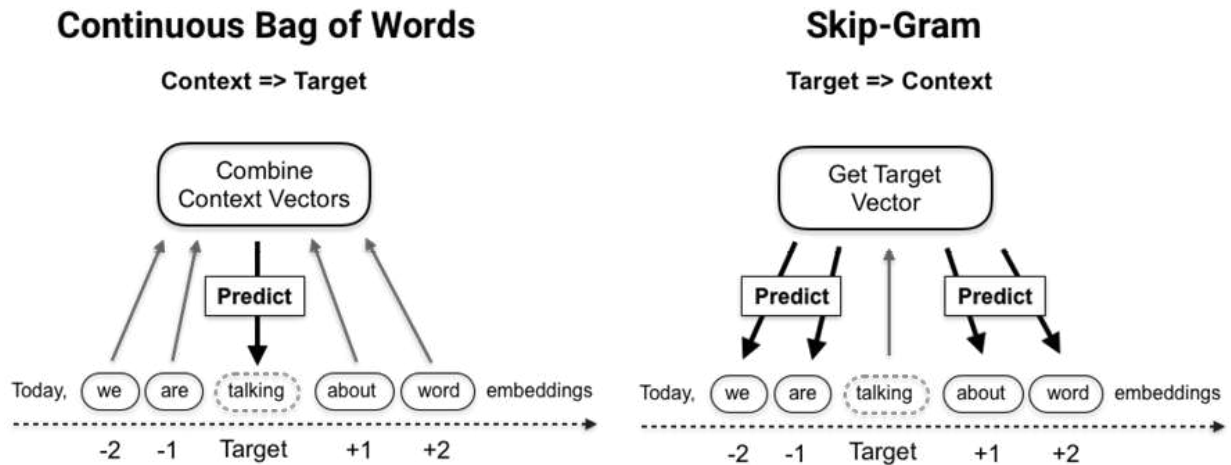 Continuous Bag of Words
Context => Target
Combine
Context Vectors
Predict
Today, we are talking about word embeddings
-2 -1 Target +1 +2
Skip-Gram
Target => Context
Get Target
Vector
Predict Predict
Today, we are talking about word embeddings
-2 -1 Target +1 +2